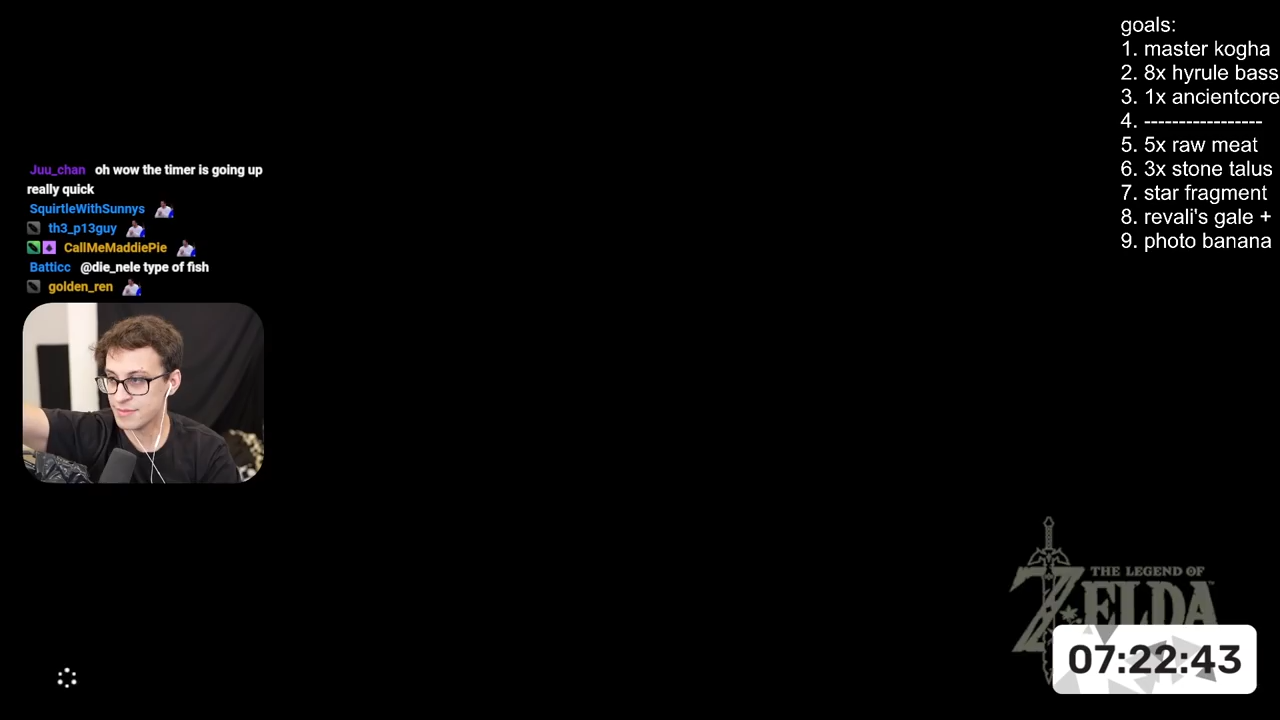 goals:
1. master kogha
2. 8x hyrule bass
3. 1x ancientcore
4. -----------------
5. 5x raw meat
6. 3x stone talus
7. star fragment
8. revali's gale +
9. photo banana
Juu_chan oh wow the timer is going up
really quick
SquirtleWithSunnys
th3_p13guy
CallMeMaddiePie
Baticc @die_nele type of fish
golden_ren
THE LEGEND OF
ZELDA
07:22:43